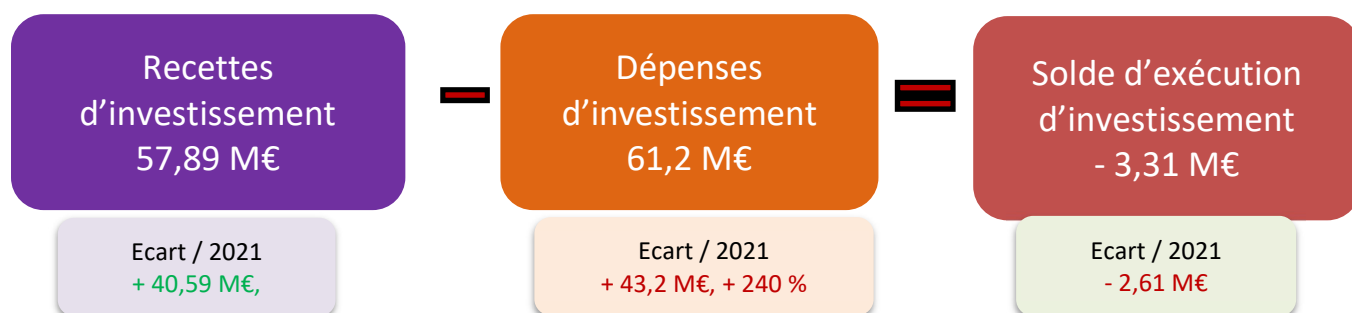 Recettes
d’investissement
57,89 M€
Dépenses
d’investissement
61,2 M€
Solde d’exécution
d’investissement
- 3,31 M€
Ecart / 2021
+ 40,59 M€,
Ecart / 2021
+ 43,2 M€, + 240 %
Ecart / 2021
- 2,61 M€